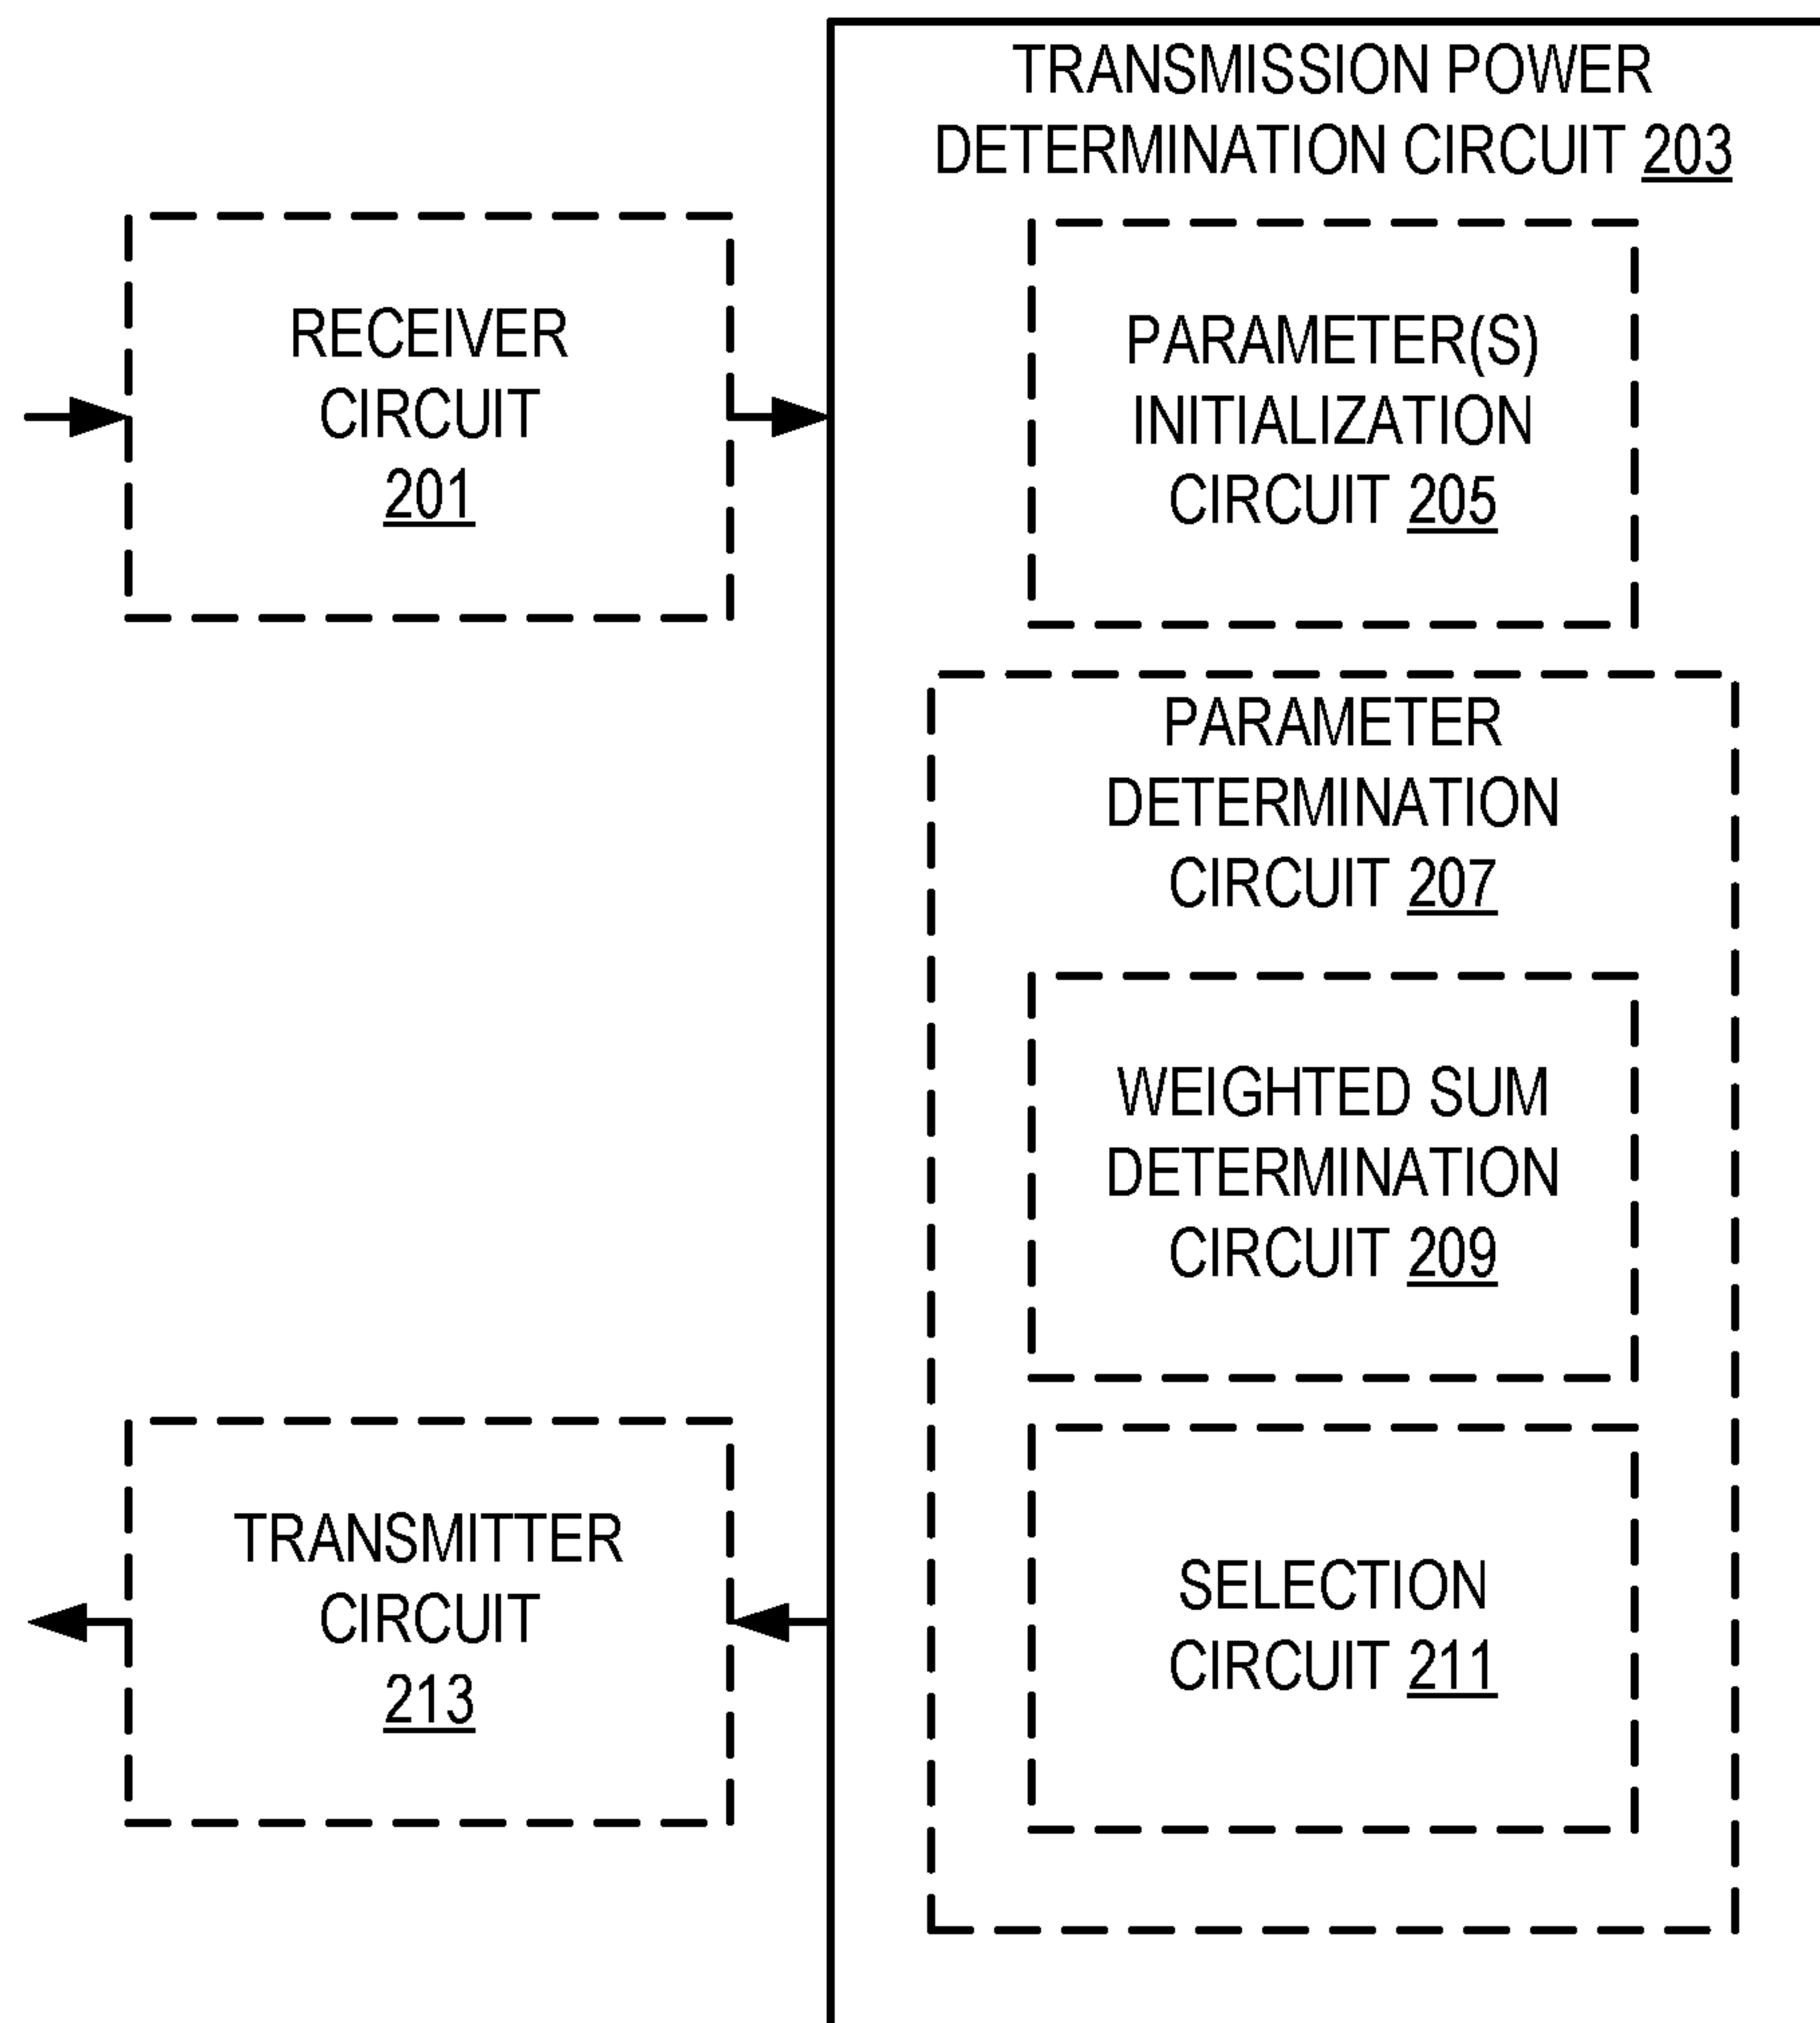 TRANSMISSION POWER
DETERMINATION CIRCUIT 203
RECEIVER
CIRCUIT
201
PARAMETER(S)
INITIALIZATION
CIRCUIT 205
PARAMETER
DETERMINATION
CIRCUIT 207
WEIGHTED SUM
DETERMINATION
CIRCUIT 209
TRANSMITTER
CIRCUIT
213
SELECTION
CIRCUIT 211